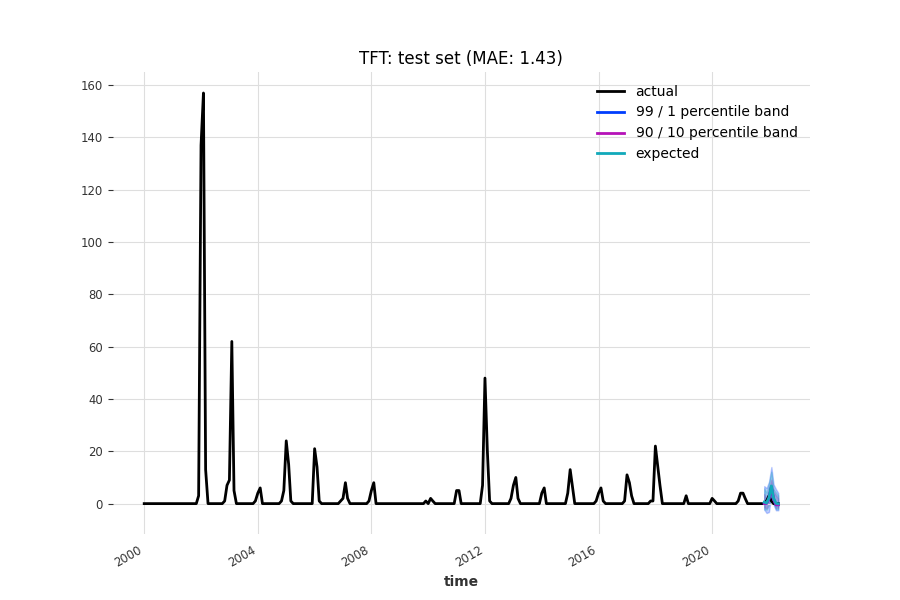 TFT: test set (MAE: 1.43)
160
140
120
100
80
60
40
20
0
actual
99 / 1 percentile band
90 / 10 percentile band
expected
2000
2004
2008
2012
2016
2020
time